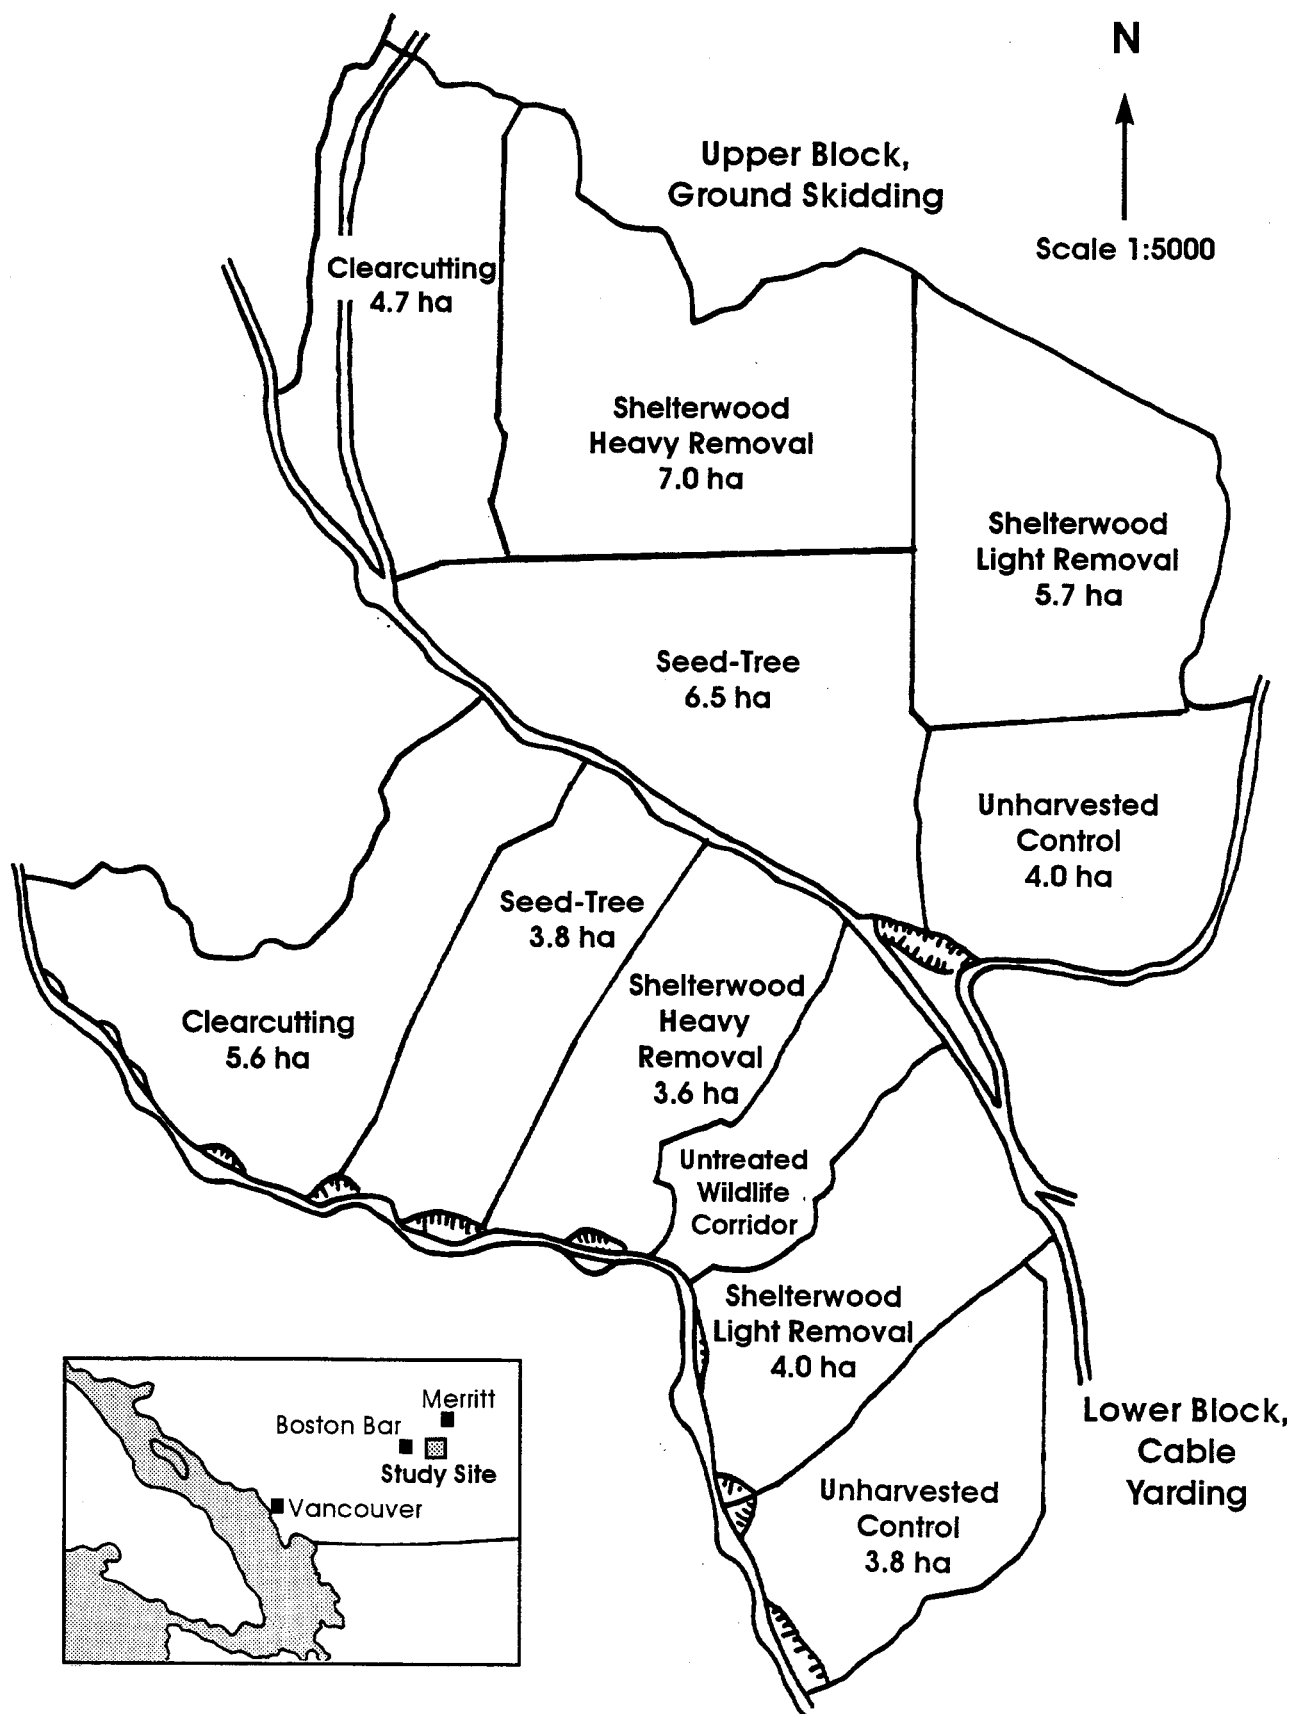 N
Upper Block,
Ground Skidding
Scale 1:5000
Clearcutting
4.7 ha
Shelterwood
Heavy Removal
7.0 ha
Shelterwood
Light Removal
5.7 ha
Seed-Tree
6.5 ha
Unharvested
Control
4.0 ha
Seed-Tree
3.8 ha
Shelterwood
Heavy
Removal
3.6 ha
Clearcutting
5.6 ha
Untreated
Wildlife
Corridor
Shelterwood
Light Removal
4.0 ha
Lower Block,
Cable
Yarding
Unharvested
Control
3.8 ha
Merritt
Boston Bar
Study Site
Vancouver